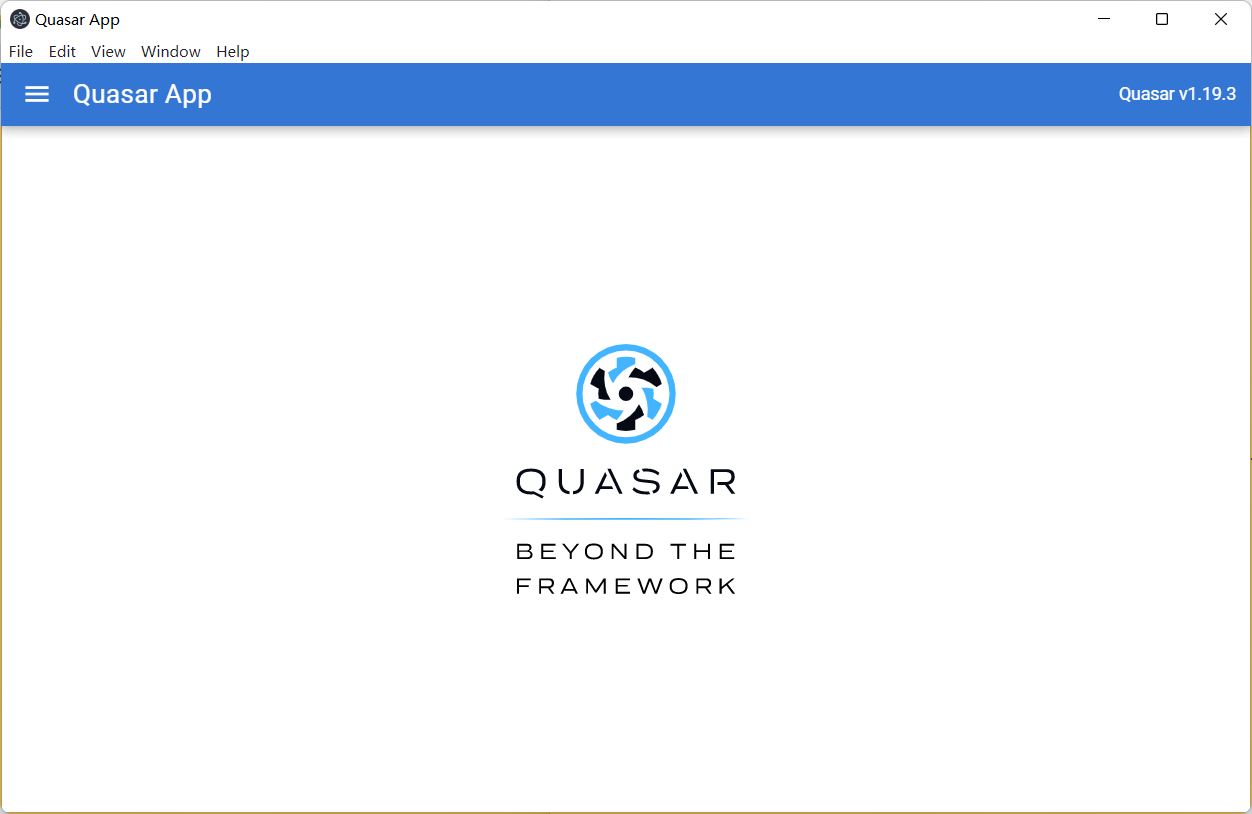 Quasar App
File Edit View Window Help
Quasar App Quasar v1.19.3
QUASAR
BEYOND THE
FRAMEWORK